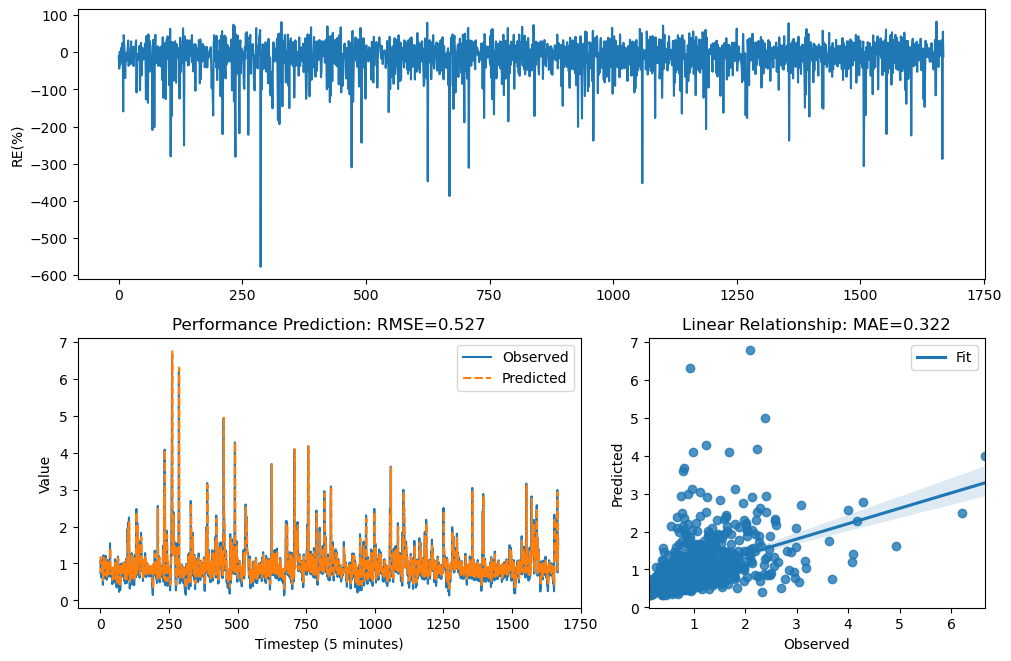 100
0
−100
−200
−300
−400
−500
−600
RE(%)
0 250 500 750 1000 1250 1500 1750
Performance Prediction: RMSE=0.527
7
6
5
4
3
2
1
0
Value
Observed
Predicted
0 250 500 750 1000 1250 1500 1750
Timestep (5 minutes)
Linear Relationship: MAE=0.322
7
6
5
4
3
2
1
0
Predicted
Fit
1 2 3 4 5 6
Observed